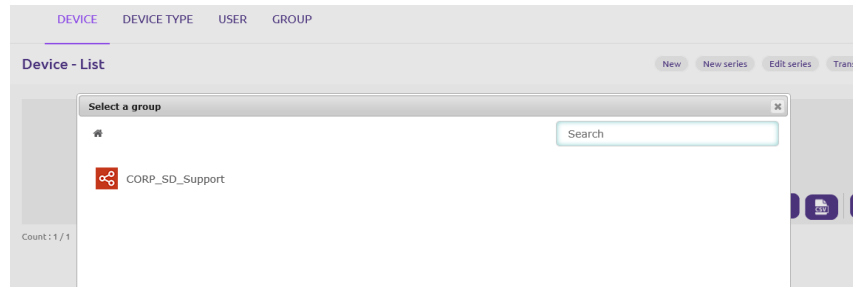 DEVICE DEVICE TYPE USER GROUP
Device - List New New series Edit series
Select a group
Search
CORP_SD_Support
CSV
Count : 1 / 1